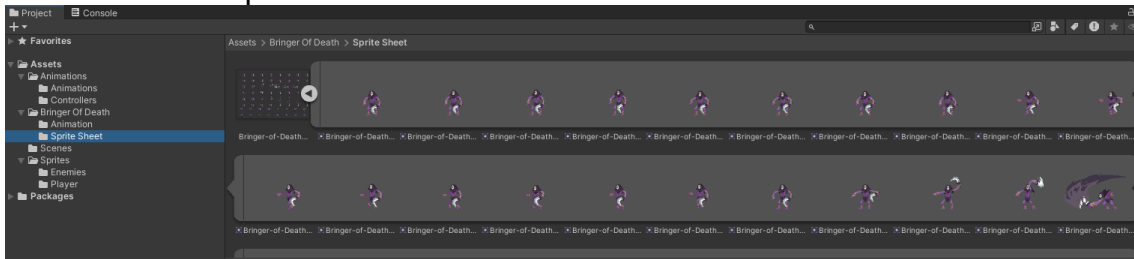 Project Console
Favorites
Assets > Bringer Of Death > Sprite Sheet
Assets
Animations
Animations
Controllers
Bringer Of Death
Animation
Sprite Sheet
Scenes
Sprites
Enemies
Player
Packages
Bringer-of-Death... Bringer-of-Death... Bringer-of-Death... Bringer-of-Death... Bringer-of-Death... Bringer-of-Death... Bringer-of-Death... Bringer-of-Death... Bringer-of-Death... Bringer-of-Death... Bringer-of-Death...
Bringer-of-Death... Bringer-of-Death... Bringer-of-Death... Bringer-of-Death... Bringer-of-Death... Bringer-of-Death... Bringer-of-Death... Bringer-of-Death... Bringer-of-Death... Bringer-of-Death... Bringer-of-Death...